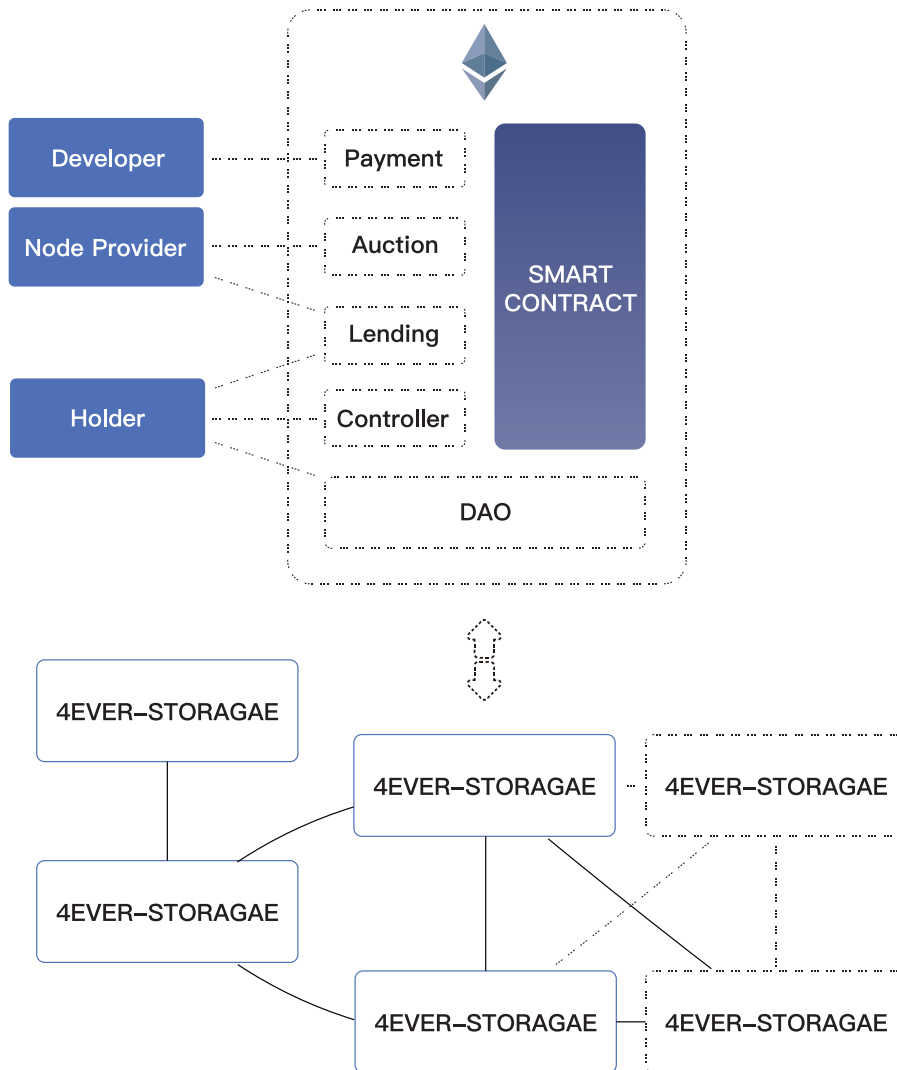 Developer
Payment
Node Provider
Auction
Lending
SMART
CONTRACT
Holder
Controller
DAO
4EVER–STORAGAE
4EVER–STORAGAE
4EVER–STORAGAE
4EVER–STORAGAE
4EVER–STORAGAE
4EVER–STORAGAE